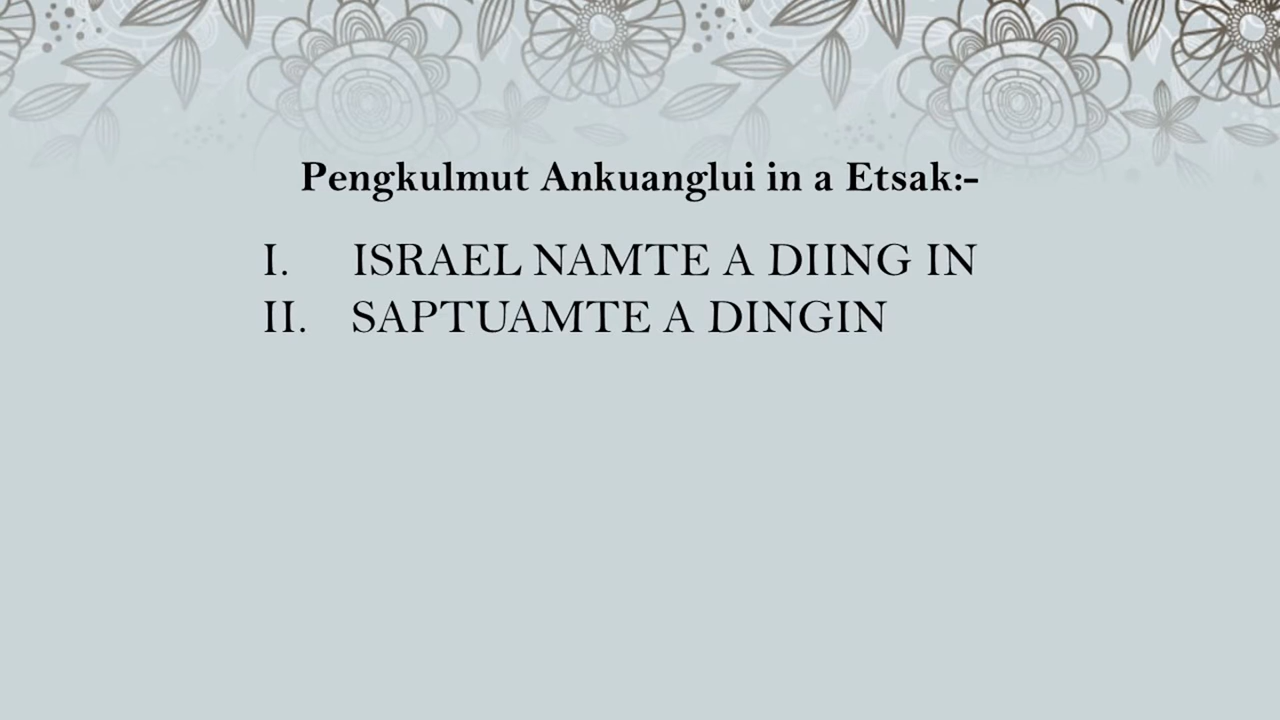 Pengkulmut Ankuanglui in a Etsak:-
I. ISRAEL NAMTE A DIING IN
II. SAPTUAMTE A DINGIN